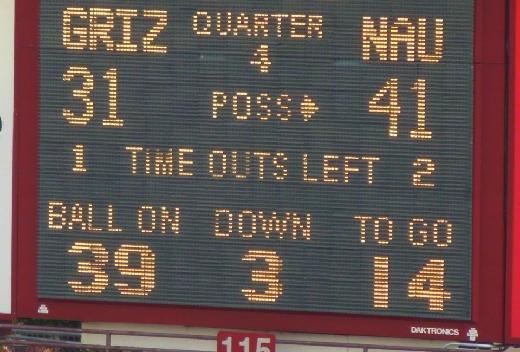 GRIZ QUARTER NAU
4
31 POSS 41
1 TIME OUTS LEFT 2
BALL ON DOWN TO GO
39 3 14
DAKTRONICS
115